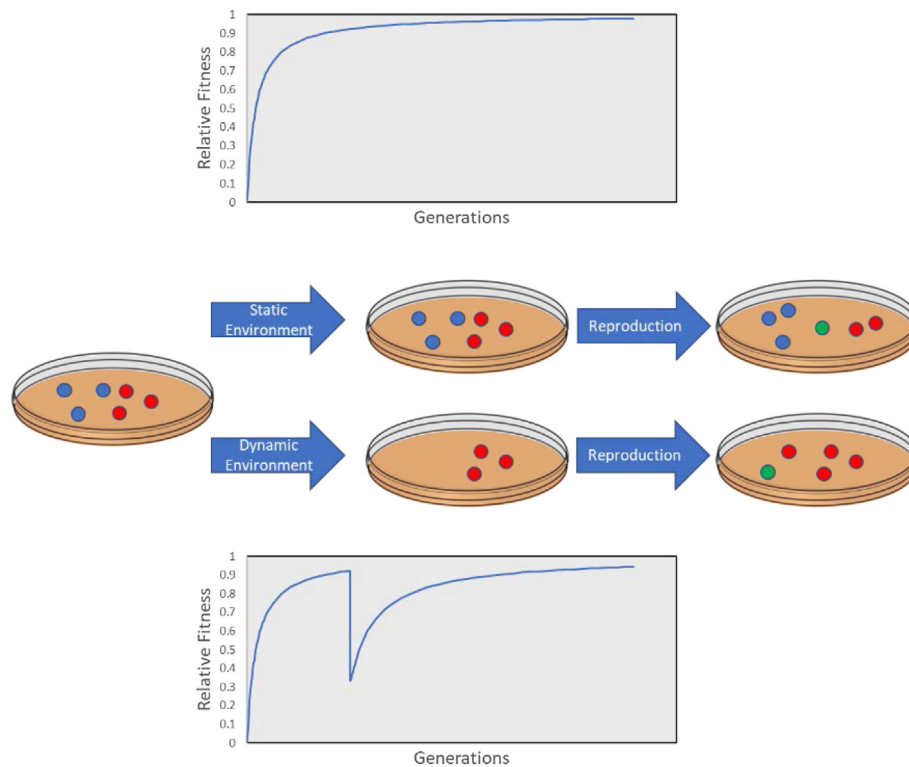 1
0.9
0.8
0.7
0.6
0.5
0.4
0.3
0.2
0.1
0
Relative Fitness
Generations
Static
Environment
Reproduction
Dynamic
Environment
Reproduction
1
0.9
0.8
0.7
0.6
0.5
0.4
0.3
0.2
0.1
0
Relative Fitness
Generations